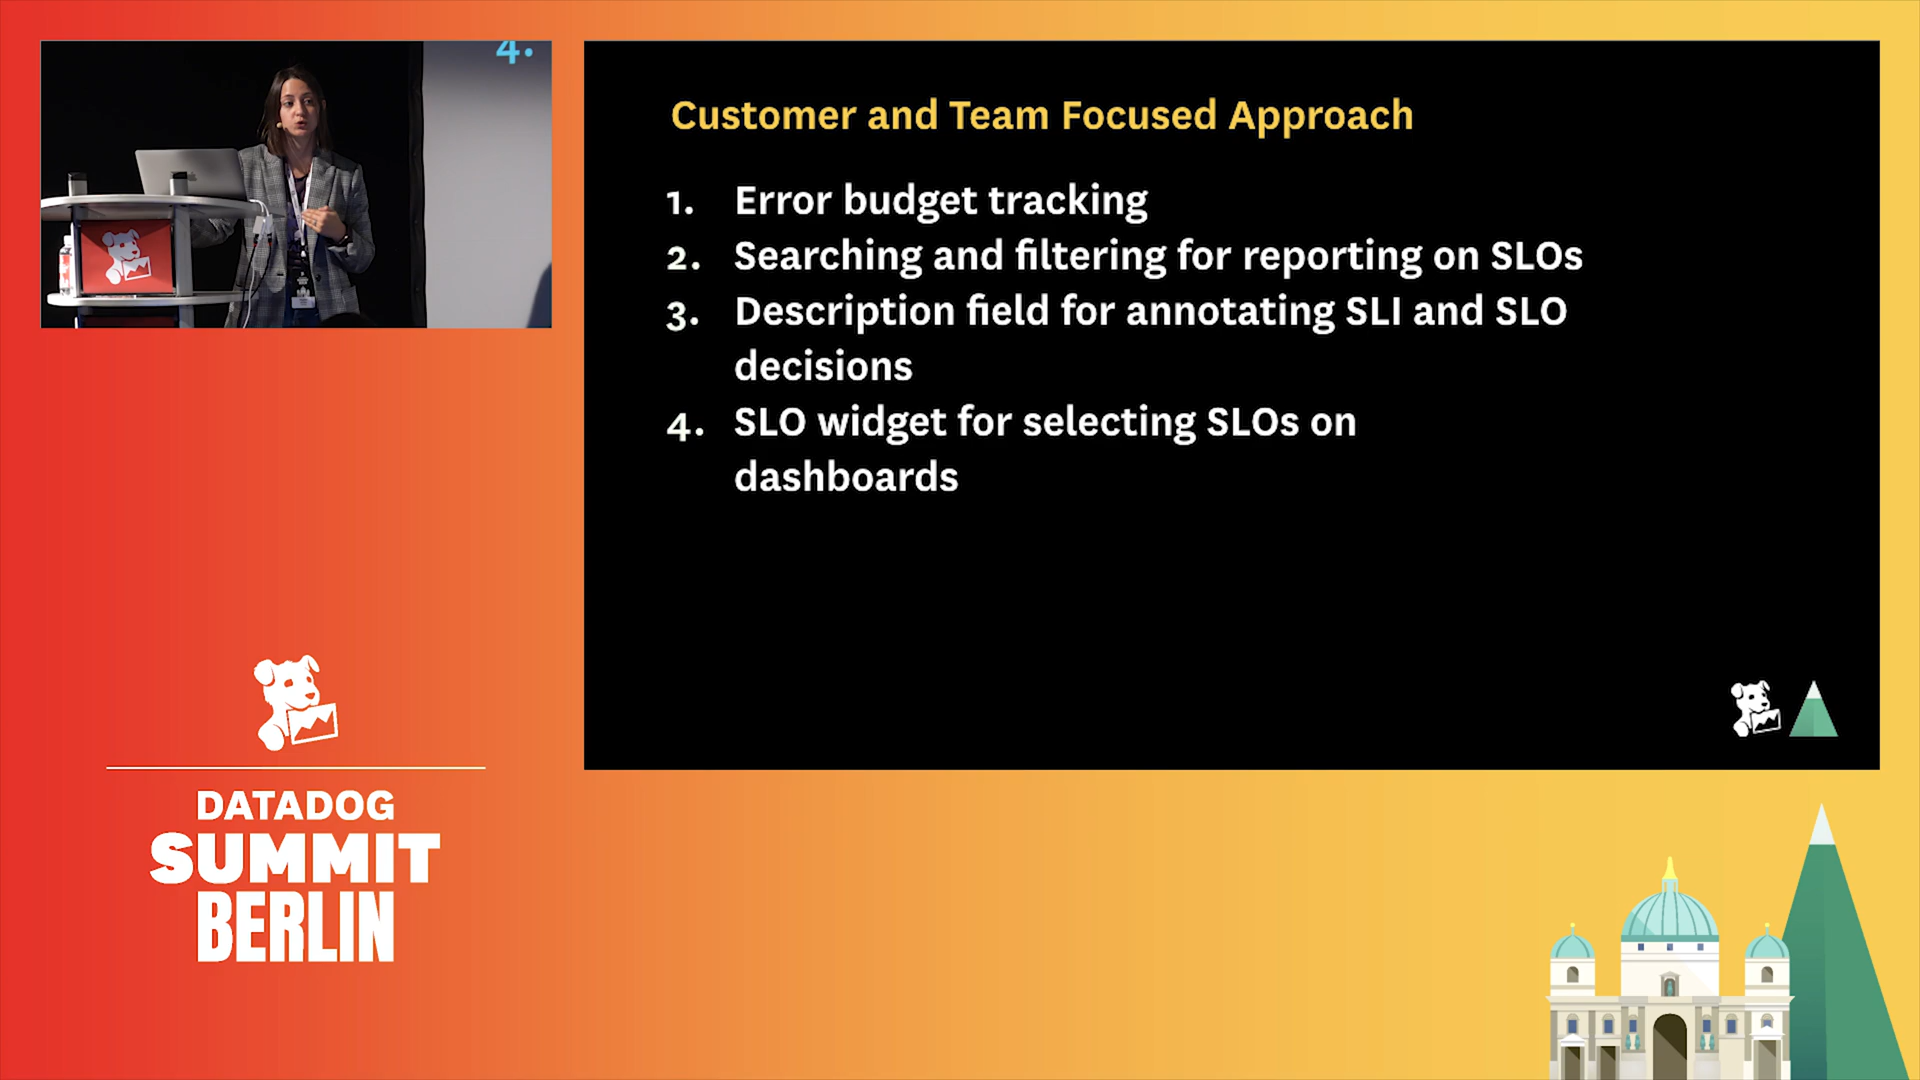 4.
Customer and Team Focused Approach
1. Error budget tracking
2. Searching and filtering for reporting on SLOs
3. Description field for annotating SLI and SLO
decisions
4. SLO widget for selecting SLOs on
dashboards
DATADOG
SUMMIT
BERLIN